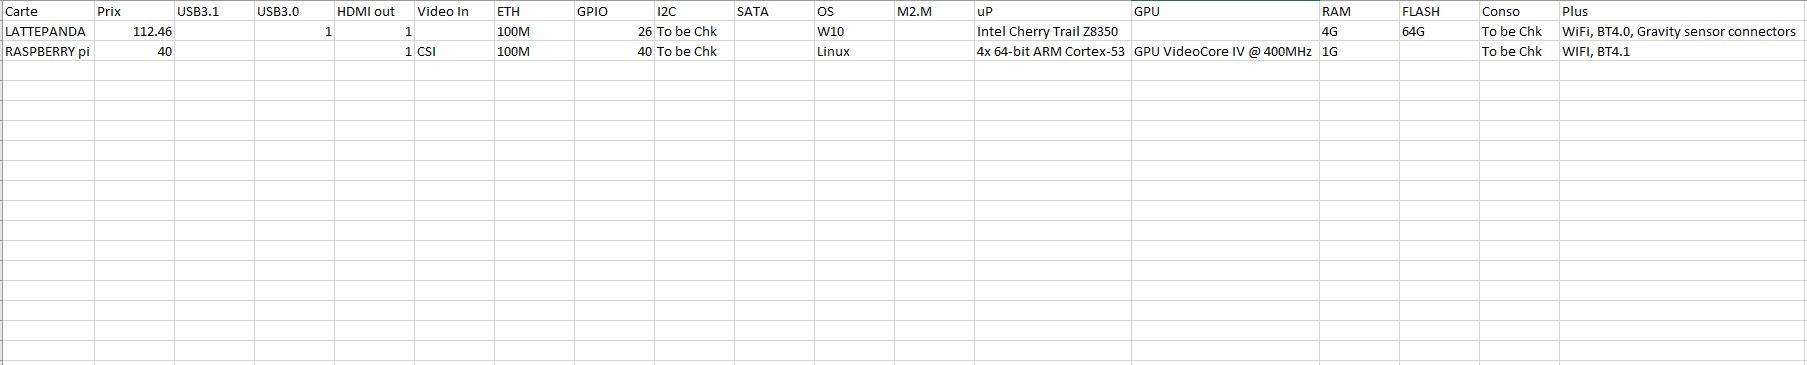 Carte Prix USB3.1 USB3.0 HDMI out Video In ETH GPIO I2C SATA OS M2.M uP GPU RAM FLASH Conso Plus
LATTEPANDA 112.46 1 1 100M 26 To be Chk W10 Intel Cherry Trail Z8350 4G 64G To be Chk WiFi, BT4.0, Gravity sensor connectors
RASPBERRY pi 40 1 CSI 100M 40 To be Chk Linux 4x 64-bit ARM Cortex-53 GPU VideoCore IV @ 400MHz 1G To be Chk WIFI, BT4.1